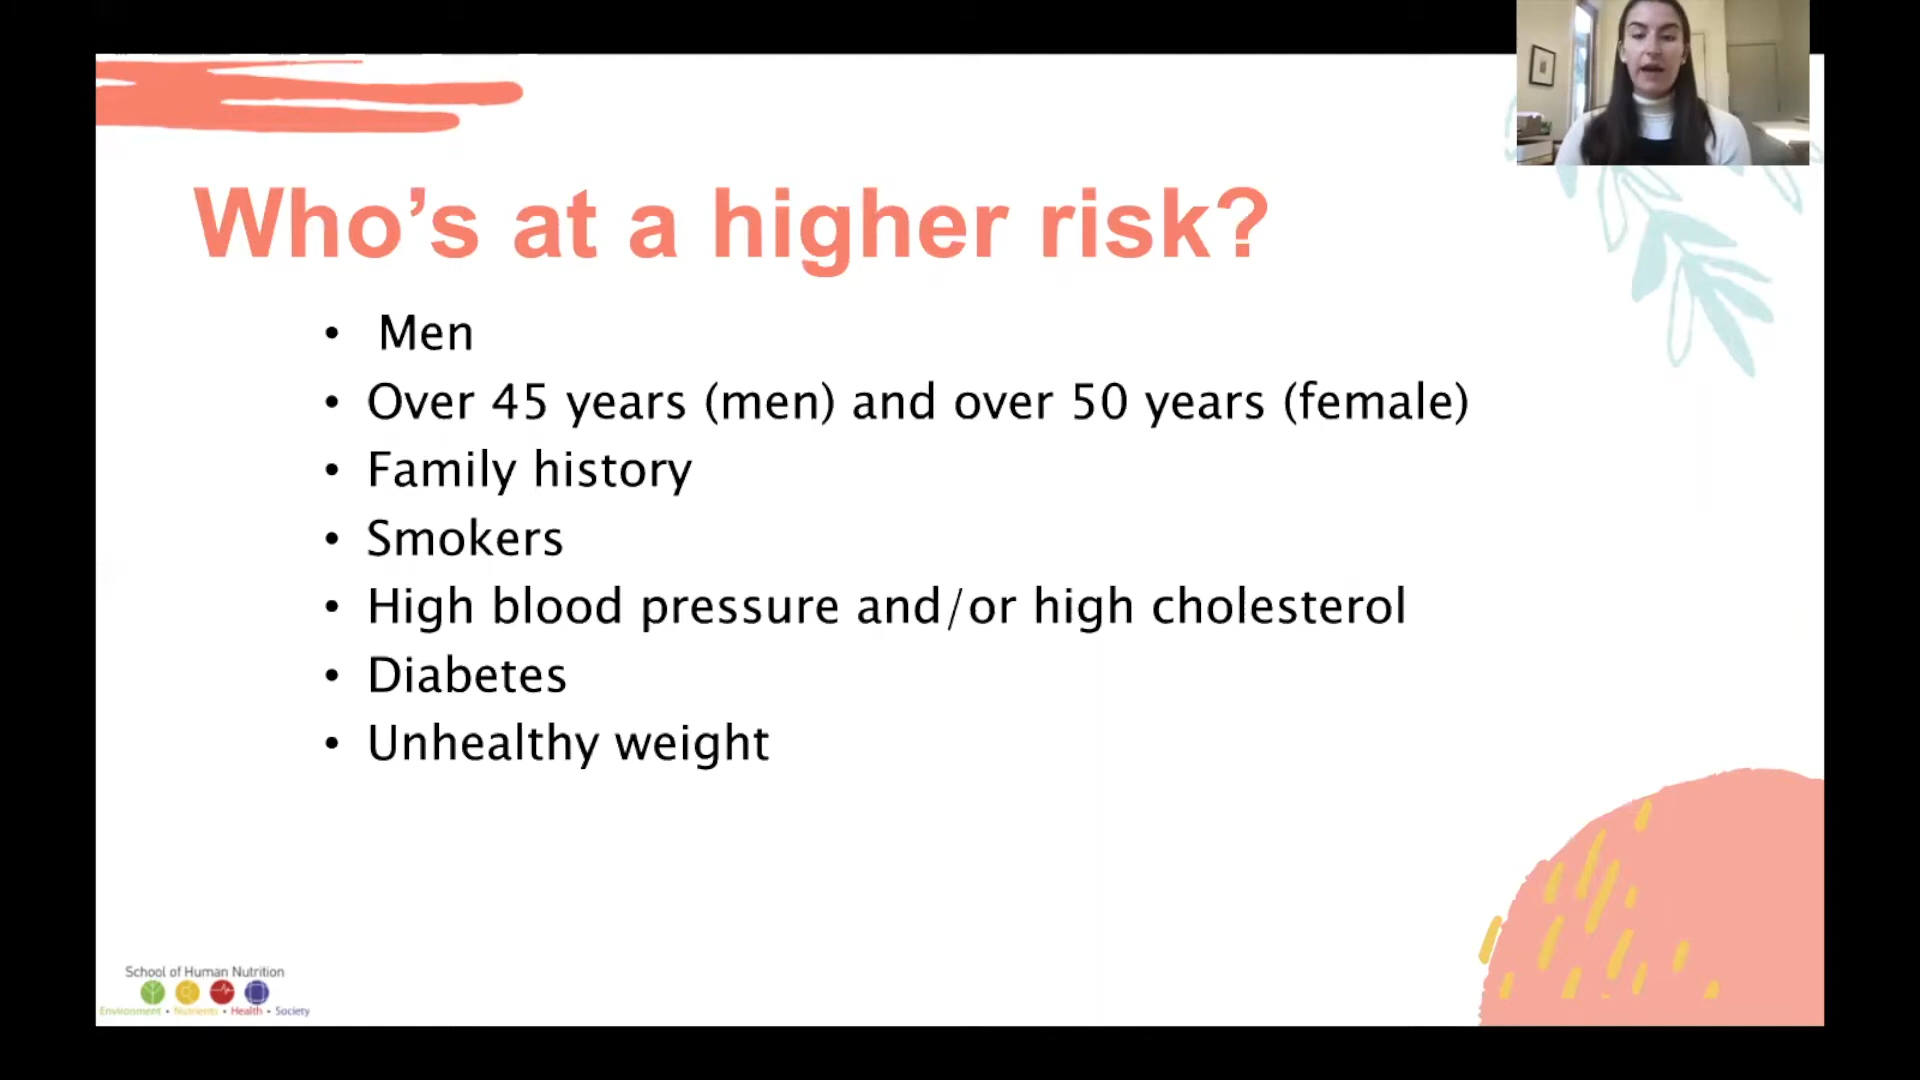 Who’s at a higher risk?
• Men
• Over 45 years (men) and over 50 years (female)
• Family history
• Smokers
• High blood pressure and/or high cholesterol
• Diabetes
• Unhealthy weight
School of Human Nutrition
Environment • Nutrients • Health • Society